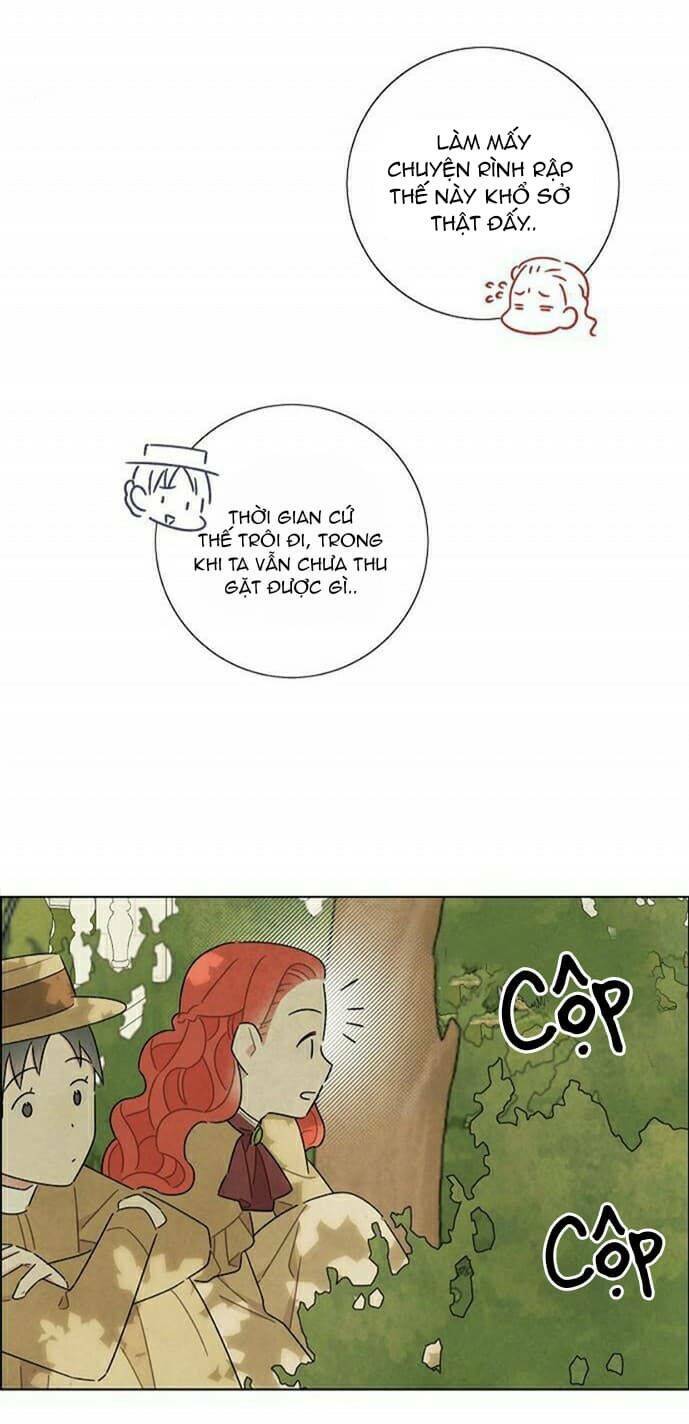 LÀM MẤY
CHUYỆN RÌNH RẬP
THẾ NÀY KHỔ SỞ
THẬT ĐẤY..
THỜI GIAN CỨ
THẾ TRÔI ĐI, TRONG
KHI TA VẪN CHƯA THU
GẶT ĐƯỢC GÌ..
CỘP
CỘP